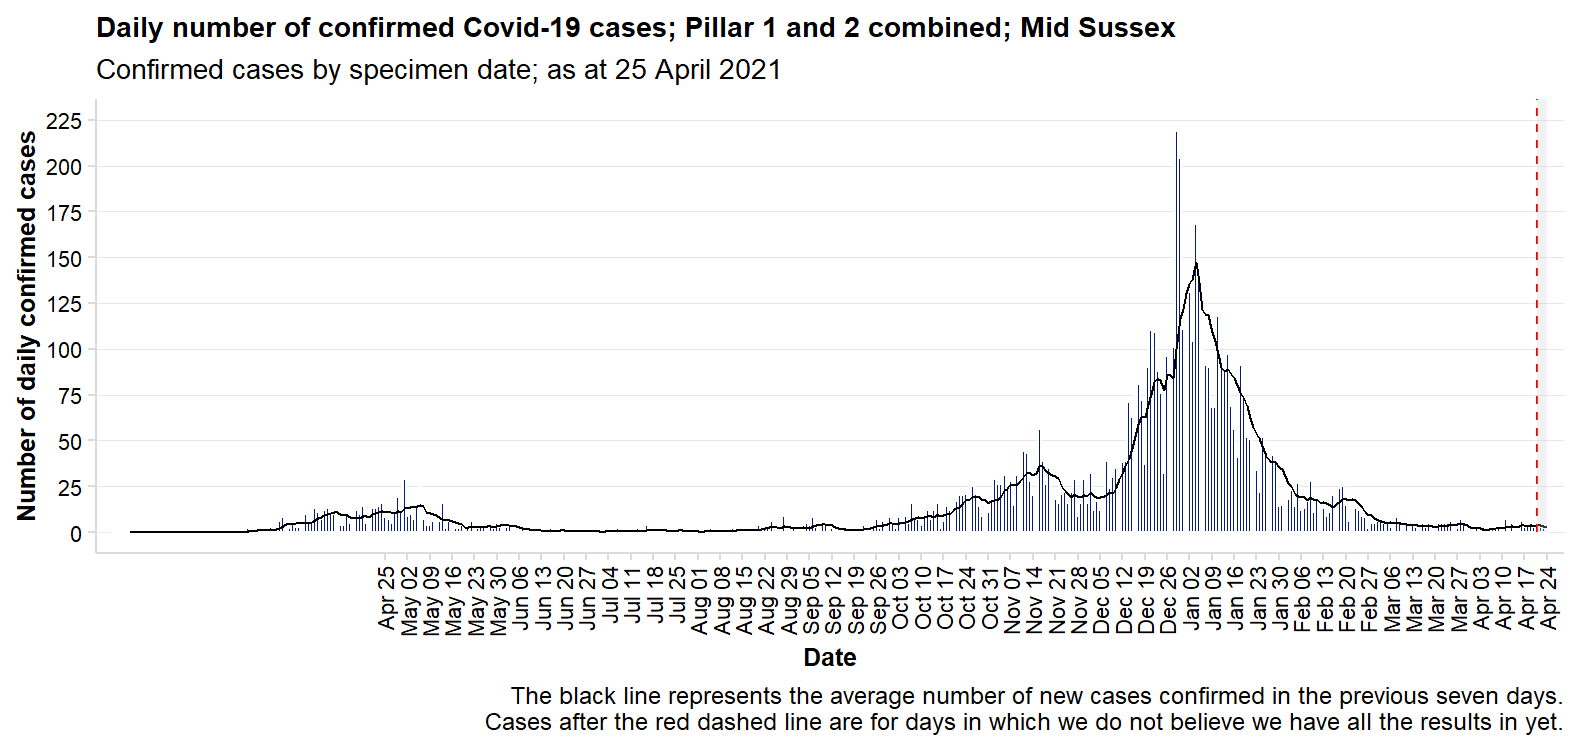 Daily number of confirmed Covid-19 cases; Pillar 1 and 2 combined; Mid Sussex
Confirmed cases by specimen date; as at 25 April 2021
Number of daily confirmed cases
225
200
175
150
125
100
75
50
25
0
Apr 25
May 02
May 09
May 16
May 23
May 30
Jun 06
Jun 13
Jun 20
Jun 27
Jul 04
Jul 11
Jul 18
Jul 25
Aug 01
Aug 08
Aug 15
Aug 22
Aug 29
Sep 05
Sep 12
Sep 19
Sep 26
Oct 03
Oct 10
Oct 17
Oct 24
Oct 31
Nov 07
Nov 14
Nov 21
Nov 28
Dec 05
Dec 12
Dec 19
Dec 26
Jan 02
Jan 09
Jan 16
Jan 23
Jan 30
Feb 06
Feb 13
Feb 20
Feb 27
Mar 06
Mar 13
Mar 20
Mar 27
Apr 03
Apr 10
Apr 17
Apr 24
Date
The black line represents the average number of new cases confirmed in the previous seven days.
Cases after the red dashed line are for days in which we do not believe we have all the results in yet.